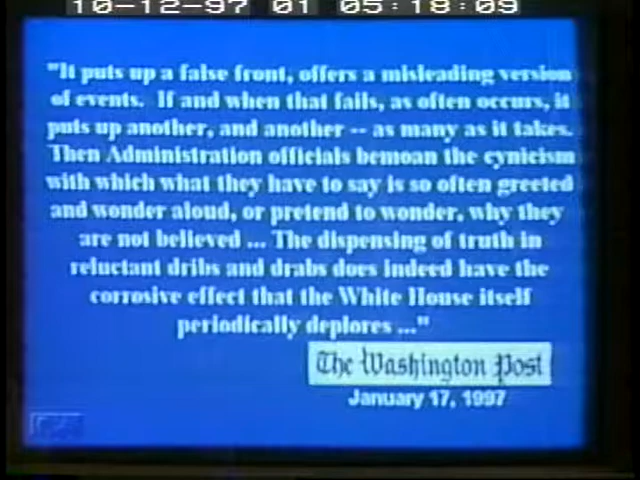 10-12-97 01 05:18:09
"It puts up a false front, offers a misleading version
of events. If and when that fails, as often occurs, it
puts up another, and another -- as many as it takes.
Then Administration officials bemoan the cynicism
with which what they have to say is so often greeted
and wonder aloud, or pretend to wonder, why they
are not believed ... The dispensing of truth in
reluctant dribs and drabs does indeed have the
corrosive effect that the White House itself
periodically deplores ..."
The Washington Post
January 17, 1997